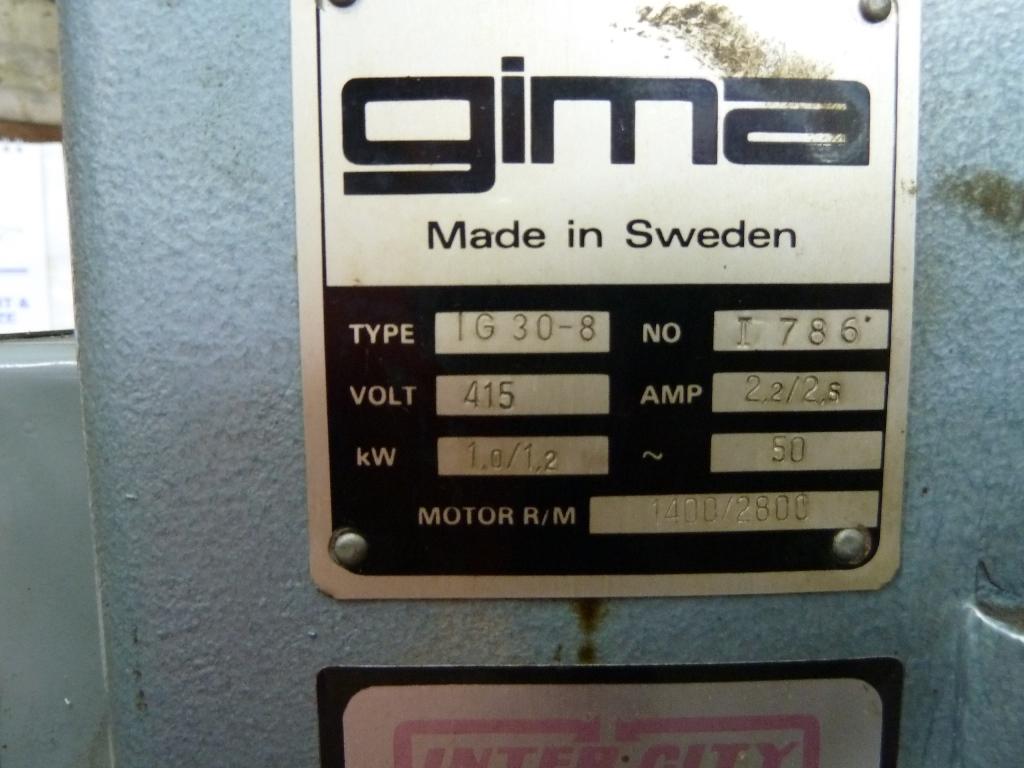 gima
Made in Sweden
TYPE 1G 30-8 NO I 786
VOLT 415 AMP 2,2/2,5
kW 1,0/1,2 ~ 50
MOTOR R/M 1400/2800
INTER-CITY